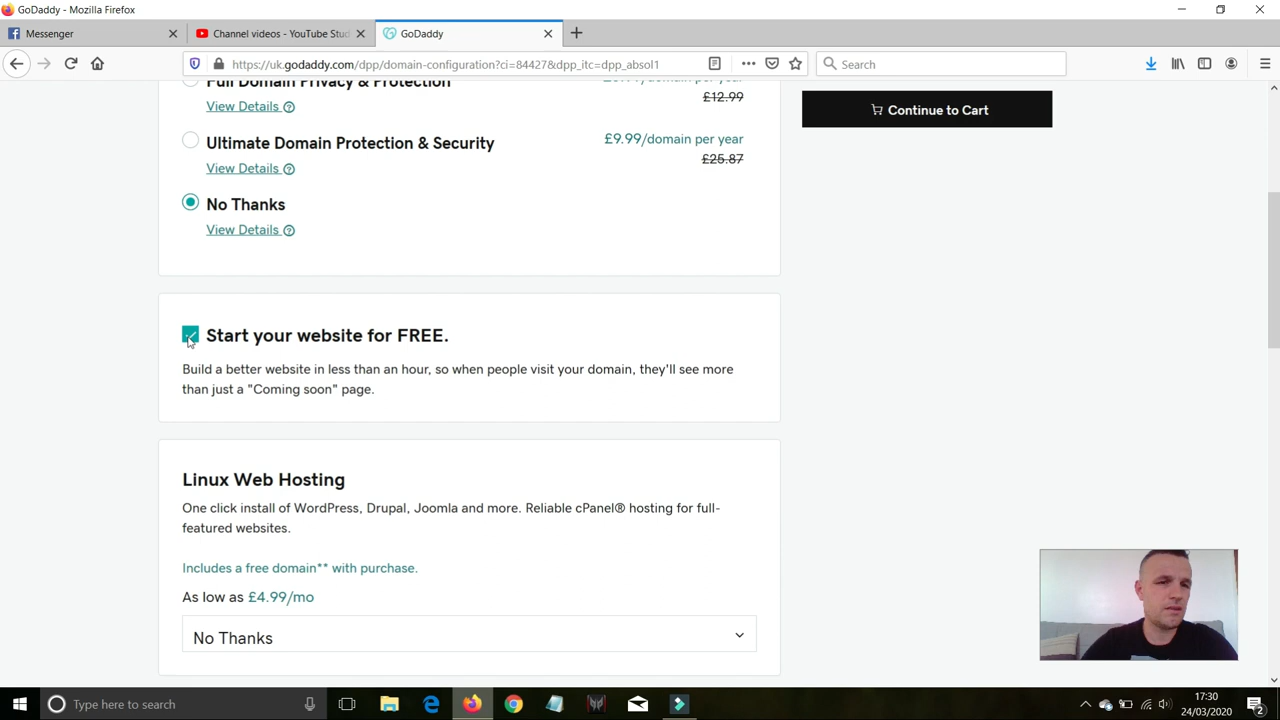 GoDaddy - Mozilla Firefox
Messenger
Channel videos - YouTube Stud
GoDaddy
https://uk.godaddy.com/dpp/domain-configuration?ci=84427&dpp_itc=dpp_absol1
Search
Full Domain Privacy & Protection
£12.99
View Details
Continue to Cart
Ultimate Domain Protection & Security
£9.99/domain per year
£25.87
View Details
No Thanks
View Details
Start your website for FREE.
Build a better website in less than an hour, so when people visit your domain, they'll see more
than just a "Coming soon" page.
Linux Web Hosting
One click install of WordPress, Drupal, Joomla and more. Reliable cPanel® hosting for full-
featured websites.
Includes a free domain** with purchase.
As low as £4.99/mo
No Thanks
Type here to search
17:30
24/03/2020
2